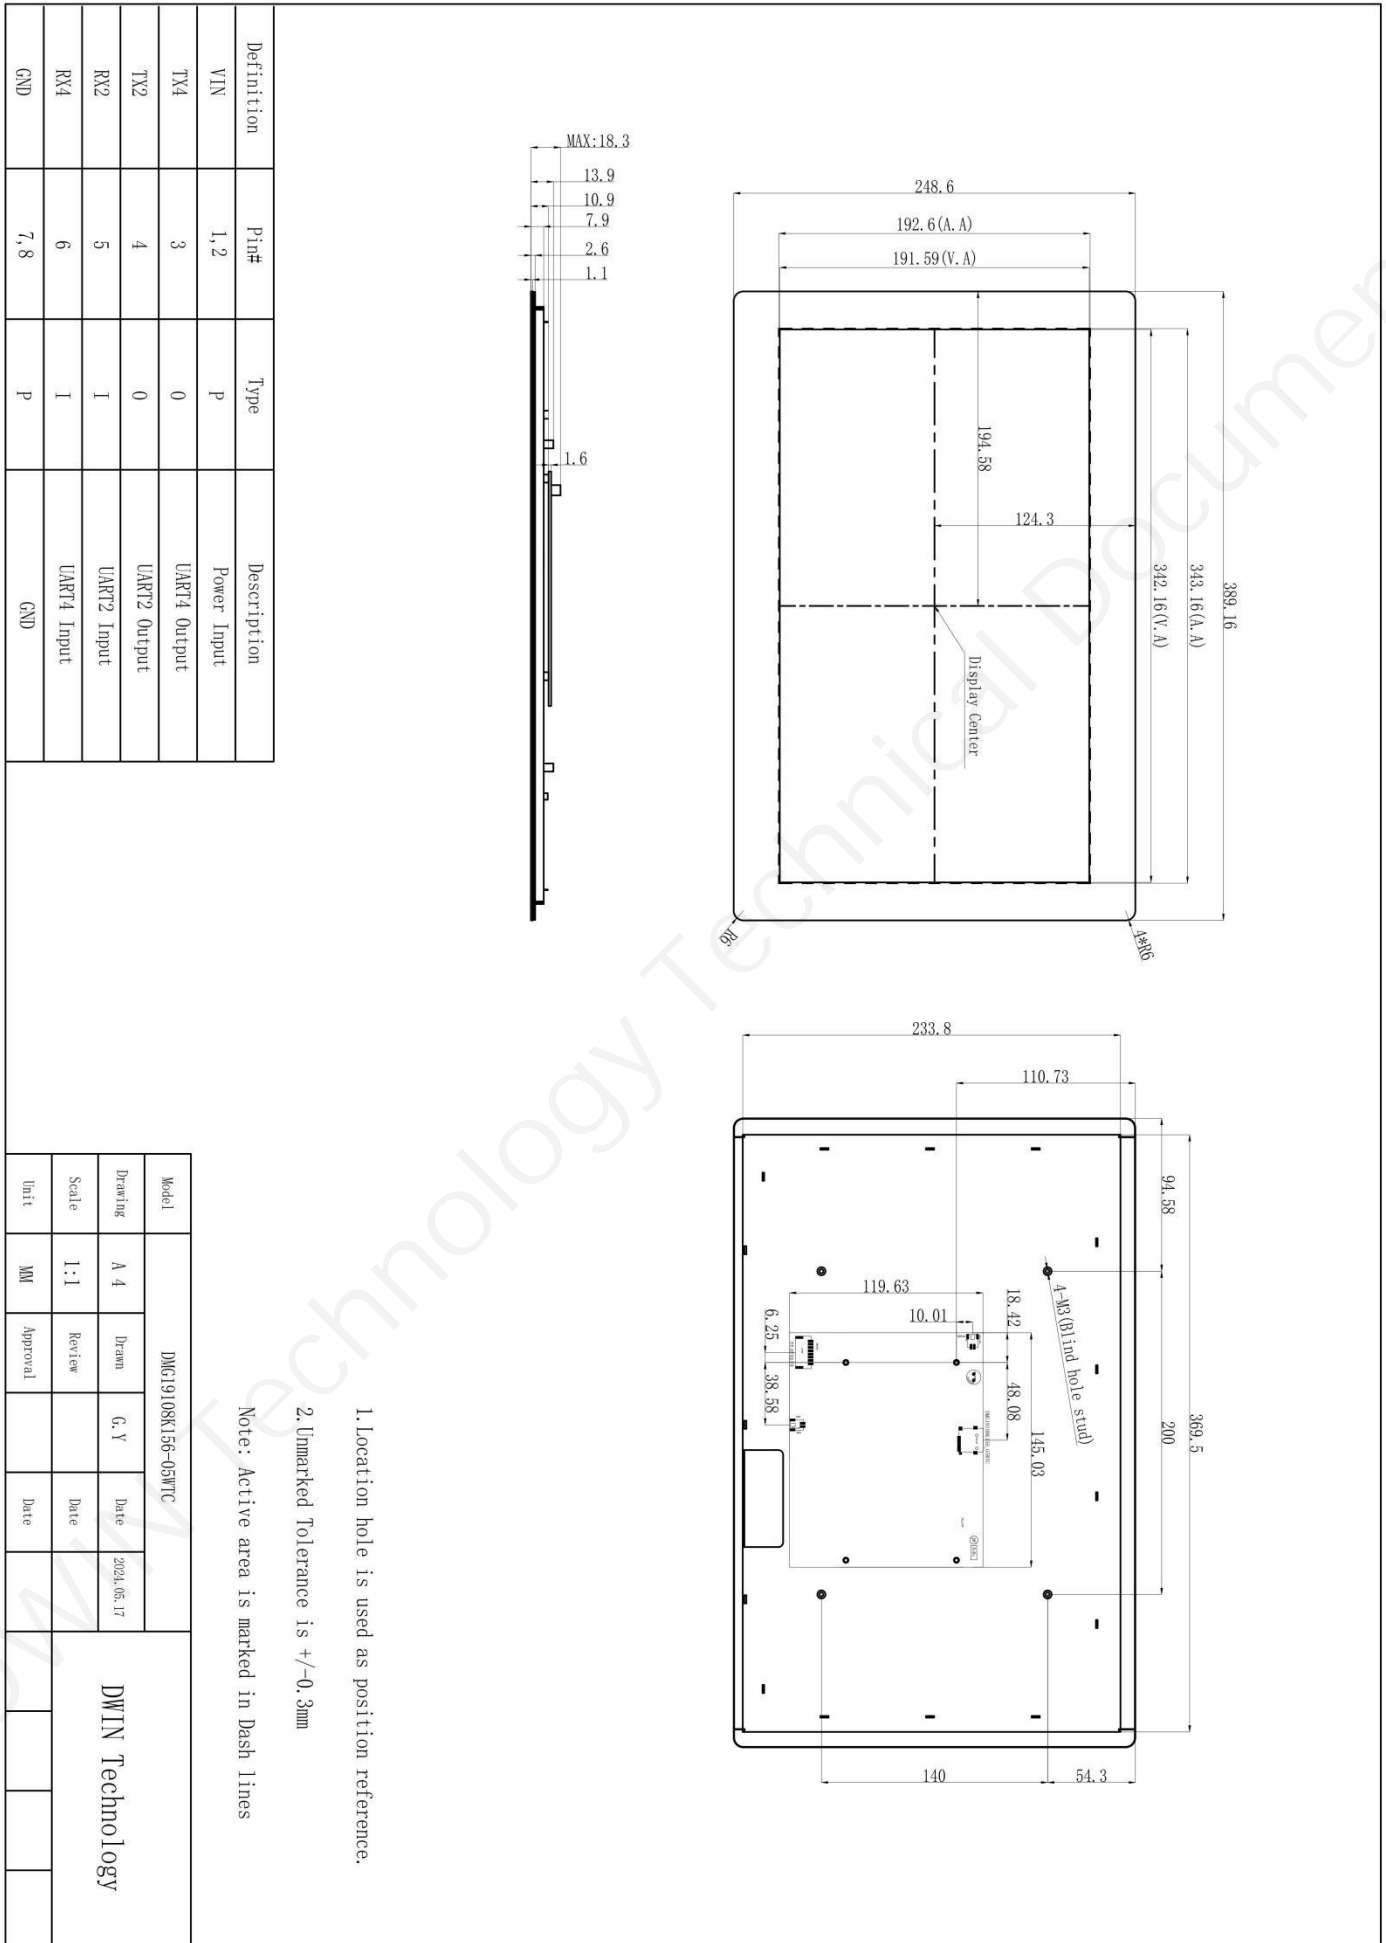 389.16
343.16(A.A)
342.16(V.A)
248.6
192.6(A.A)
191.59(V.A)
194.58
124.3
Display Center
4*R6
R6
94.58
369.5
200
233.8
110.73
4-M3(Blind hole stud)
18.42
48.08
145.03
119.63
10.01
6.25
38.58
140
54.3
MAX:18.3
13.9
10.9
7.9
2.6
1.1
1.6
1.Location hole is used as position reference.
2.Unmarked Tolerance is +/-0.3mm
Note: Active area is marked in Dash lines
Definition Pin# Type Description
VIN 1,2 P Power Input
TX4 3 O UART4 Output
TX2 4 O UART2 Output
RX2 5 I UART2 Input
RX4 6 I UART4 Input
GND 7,8 P GND
Model DMG19108K156-05WTC
Drawing A 4 Drawn G.Y Date 2024.05.17
Scale 1:1 Review Date
Unit MM Approval Date
DWIN Technology
DWIN Technology Technical Documen